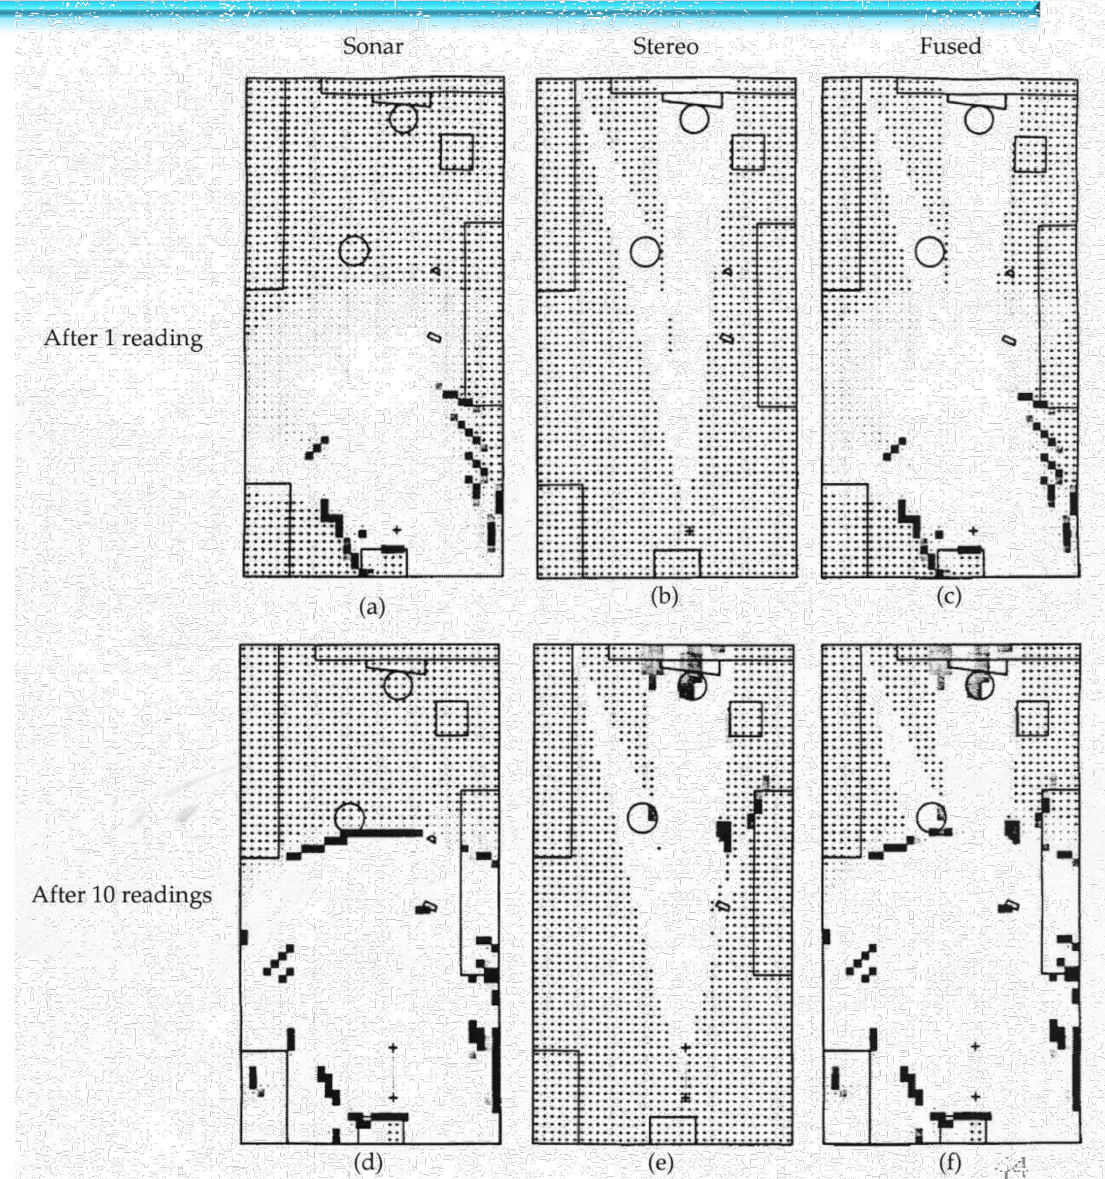 Sonar Stereo Fused
After 1 reading
(a) (b) (c)
After 10 readings
(d) (e) (f)